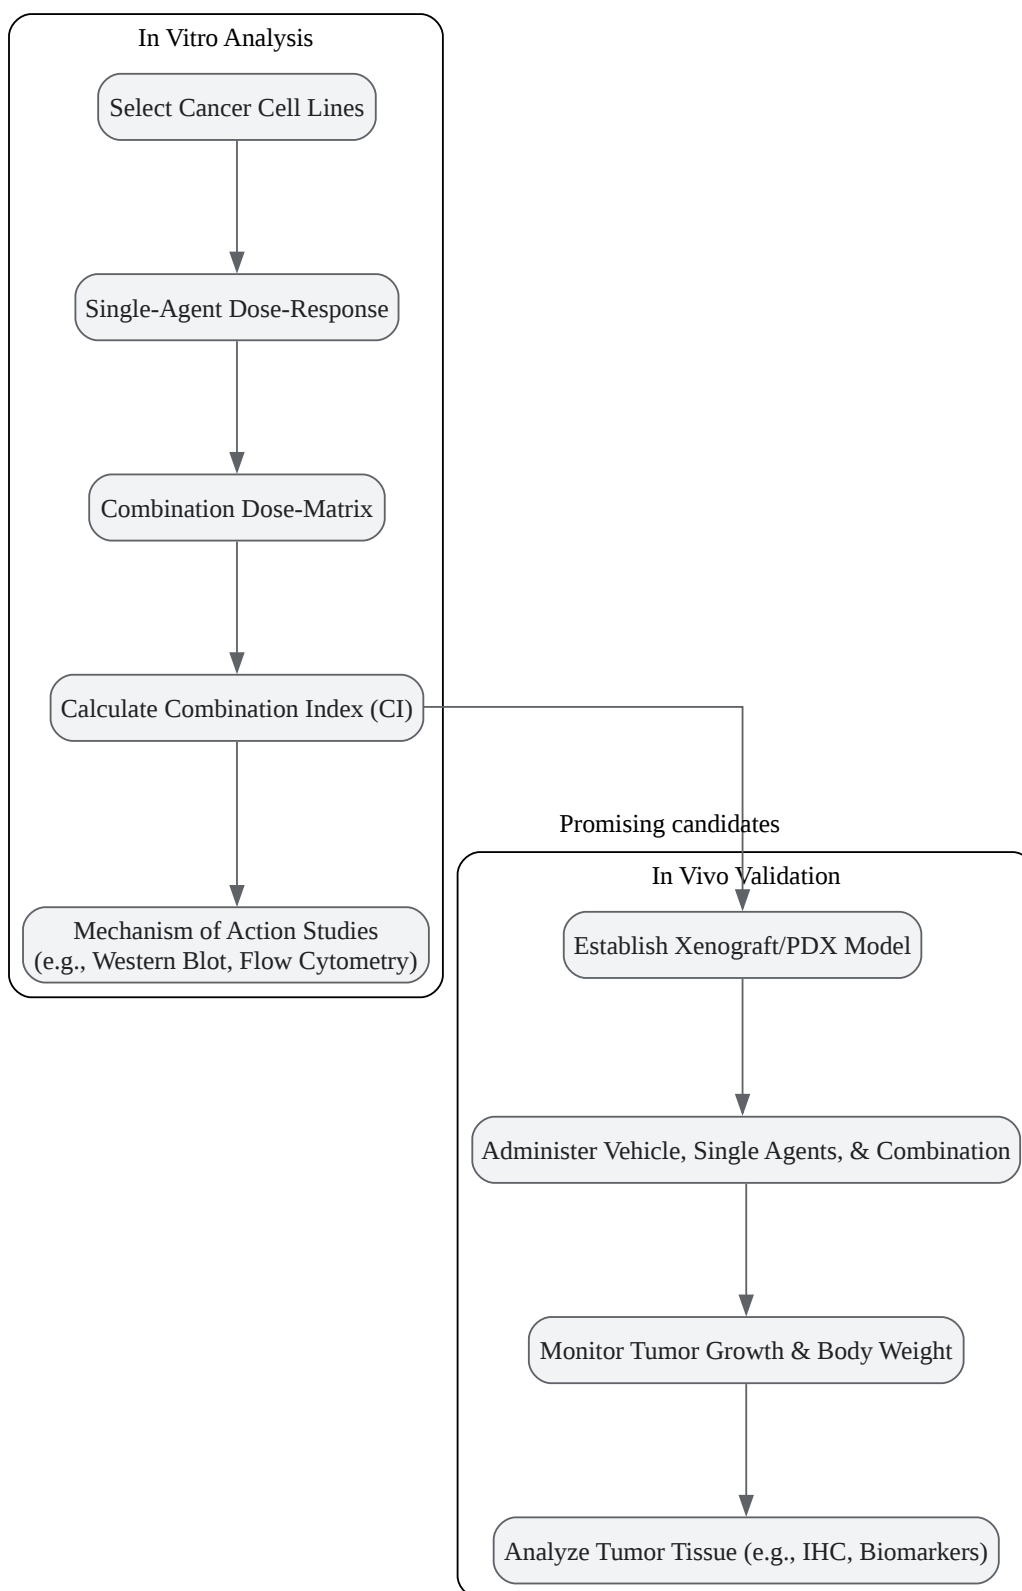 In Vitro Analysis
Select Cancer Cell Lines
Single-Agent Dose-Response
Combination Dose-Matrix
Calculate Combination Index (CI)
Mechanism of Action Studies
(e.g., Western Blot, Flow Cytometry)
Promising candidates
In Vivo Validation
Establish Xenograft/PDX Model
Administer Vehicle, Single Agents, & Combination
Monitor Tumor Growth & Body Weight
Analyze Tumor Tissue (e.g., IHC, Biomarkers)